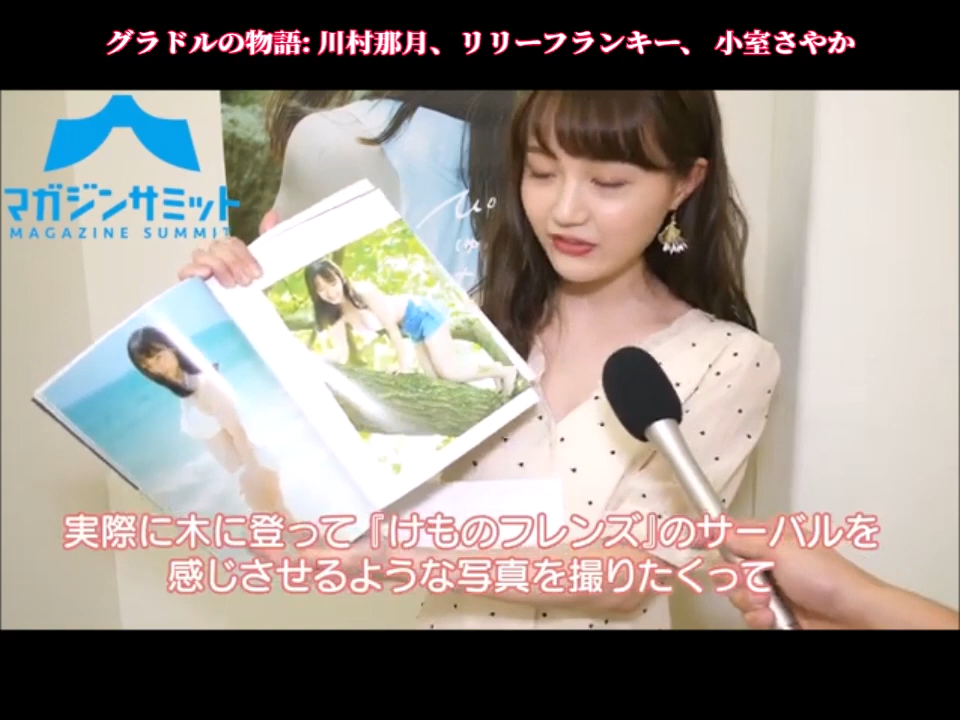 グラドルの物語: 川村那月、リリーフランキー、 小室さやか
マガジンサミット
MAGAZINE SUMMIT
実際に木に登って『けものフレンズ』のサーバルを
感じさせるような写真を撮りたくって